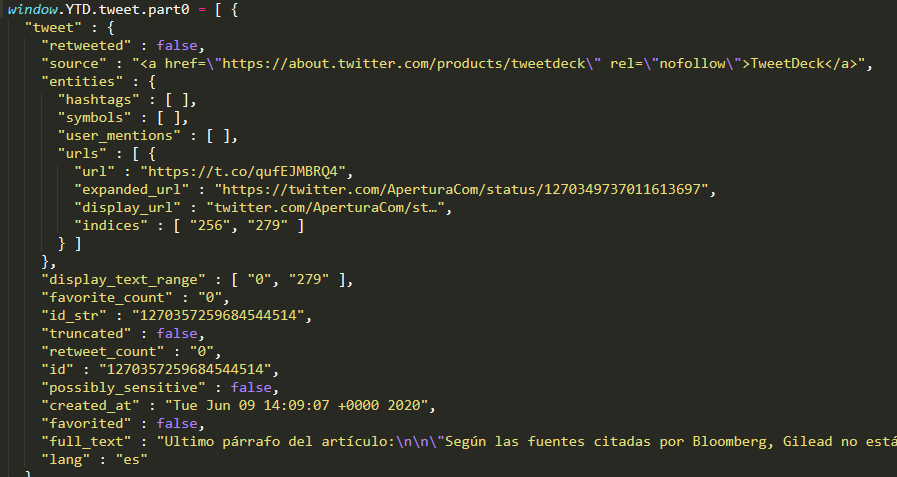 window.YTD.tweet.part0 = [ {
"tweet" : {
"retweeted" : false,
"source" : "<a href=\"https://about.twitter.com/products/tweetdeck\" rel=\"nofollow\">TweetDeck</a>",
"entities" : {
"hashtags" : [ ],
"symbols" : [ ],
"user_mentions" : [ ],
"urls" : [ {
"url" : "https://t.co/qufEJMBRQ4",
"expanded_url" : "https://twitter.com/AperturaCom/status/1270349737011613697",
"display_url" : "twitter.com/AperturaCom/st…",
"indices" : [ "256", "279" ]
} ]
},
"display_text_range" : [ "0", "279" ],
"favorite_count" : "0",
"id_str" : "1270357259684544514",
"truncated" : false,
"retweet_count" : "0",
"id" : "1270357259684544514",
"possibly_sensitive" : false,
"created_at" : "Tue Jun 09 14:09:07 +0000 2020",
"favorited" : false,
"full_text" : "Ultimo párrafo del artículo:\n\n\"Según las fuentes citadas por Bloomberg, Gilead no está
"lang" : "es"